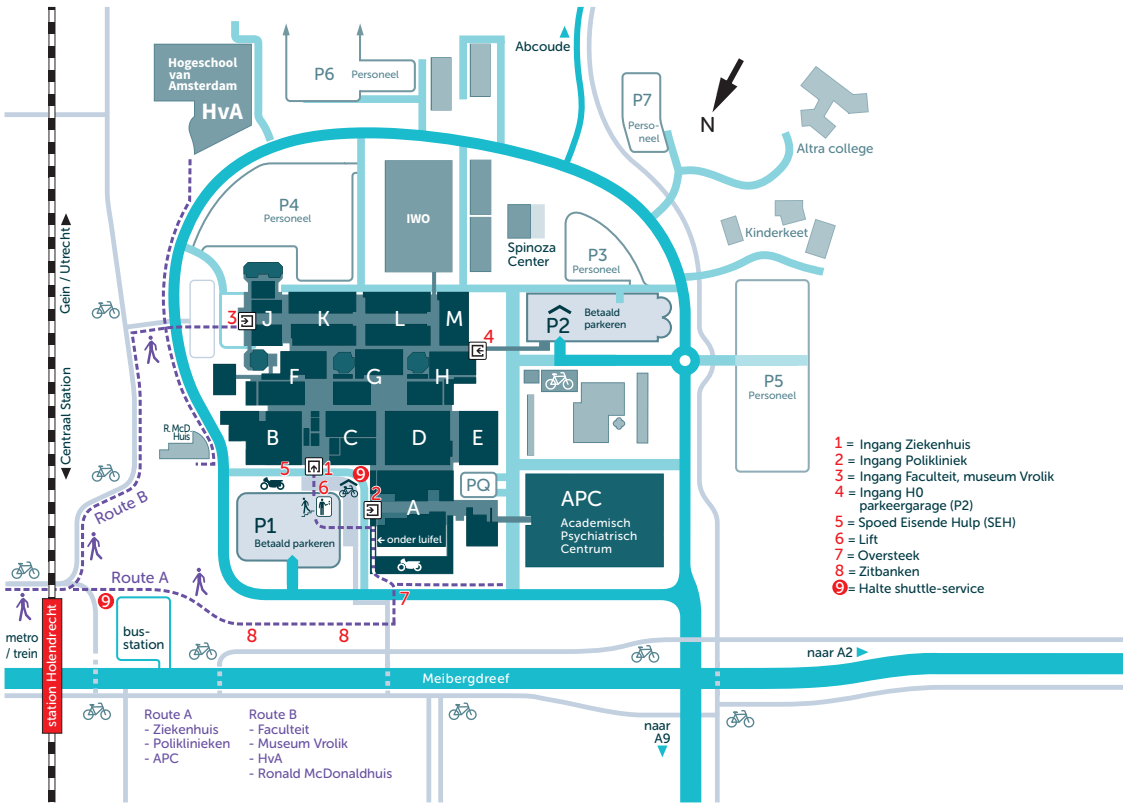 Abcoude
Hogeschool
van
Amsterdam
HvA
P6
Personeel
P7
Perso-
neel
N
Altra college
P4
Personeel
IWO
Spinoza
Center
P3
Personeel
Kinderkeet
Gein / Utrecht
Centraal Station
3
J
K
L
M
4
P2
Betaald
parkeren
F
G
H
P5
Personeel
R. McD.
Huis
B
C
D
E
5
1
9
6
2
PQ
A
P1
Betaald parkeren
← onder luifel
APC
Academisch
Psychiatrisch
Centrum
1 = Ingang Ziekenhuis
2 = Ingang Polikliniek
3 = Ingang Faculteit, museum Vrolik
4 = Ingang H0
parkeergarage (P2)
5 = Spoed Eisende Hulp (SEH)
6 = Lift
7 = Oversteek
8 = Zitbanken
9 = Halte shuttle-service
Route B
Route A
9
7
8
8
metro
/ trein
station Holendrecht
bus-
station
naar A2
Meibergdreef
naar
A9
Route A
- Ziekenhuis
- Poliklinieken
- APC
Route B
- Faculteit
- Museum Vrolik
- HvA
- Ronald McDonaldhuis